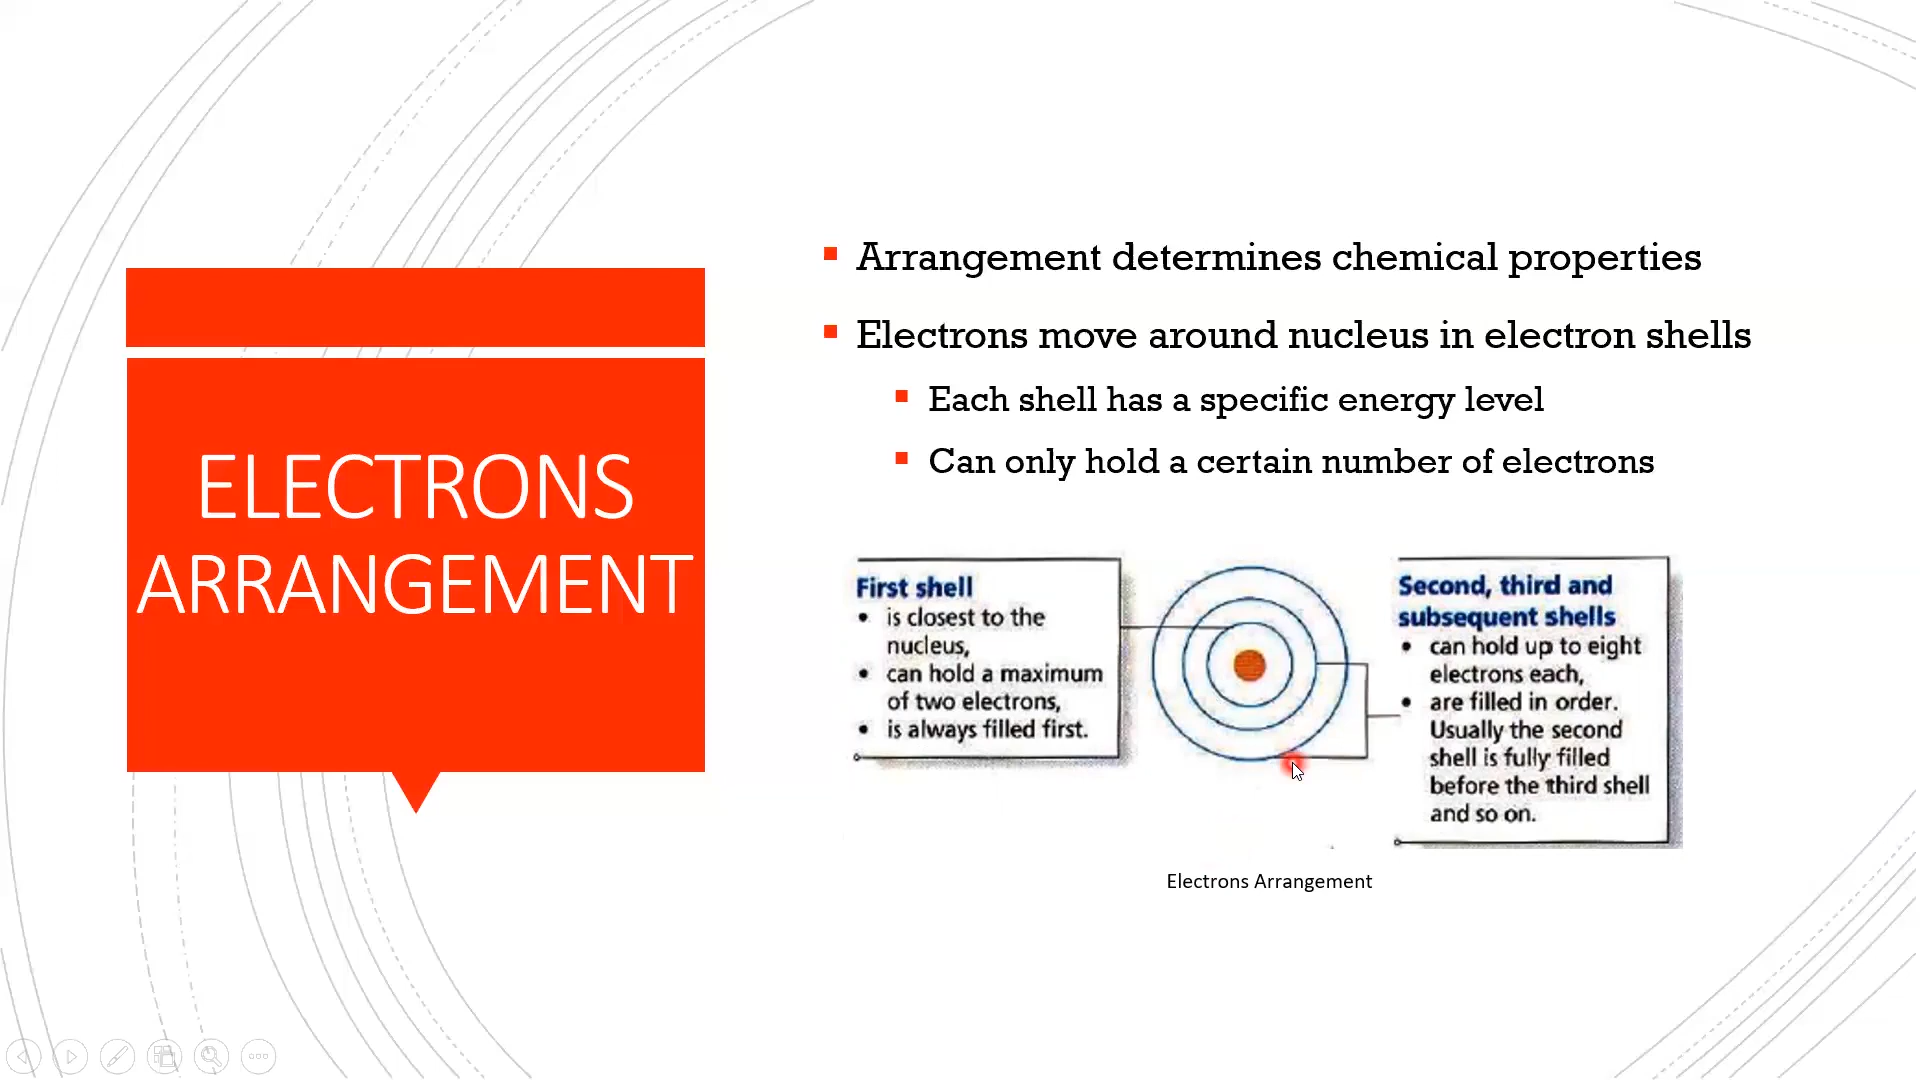 ELECTRONS
ARRANGEMENT
Arrangement determines chemical properties
Electrons move around nucleus in electron shells
Each shell has a specific energy level
Can only hold a certain number of electrons
First shell
• is closest to the
nucleus,
• can hold a maximum
of two electrons,
• is always filled first.
Second, third and
subsequent shells
• can hold up to eight
electrons each,
• are filled in order.
Usually the second
shell is fully filled
before the third shell
and so on.
Electrons Arrangement